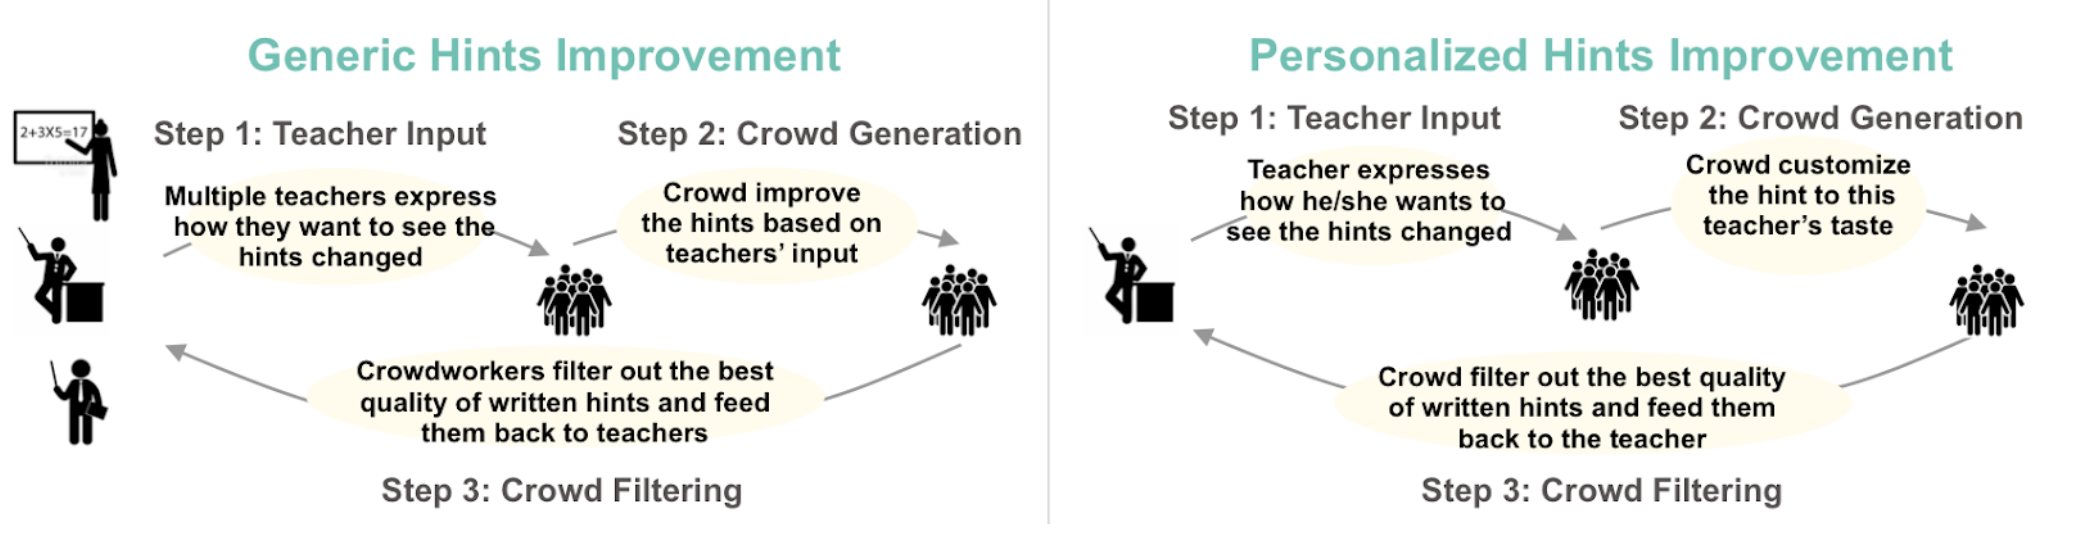 Generic Hints Improvement
2+3X5=17
Step 1: Teacher Input
Multiple teachers express
how they want to see the
hints changed
Step 2: Crowd Generation
Crowd improve
the hints based on
teachers' input
Crowdworkers filter out the best
quality of written hints and feed
them back to teachers
Step 3: Crowd Filtering
Personalized Hints Improvement
Step 1: Teacher Input
Teacher expresses
how he/she wants to
see the hints changed
Step 2: Crowd Generation
Crowd customize
the hint to this
teacher's taste
Crowd filter out the best quality
of written hints and feed them
back to the teacher
Step 3: Crowd Filtering